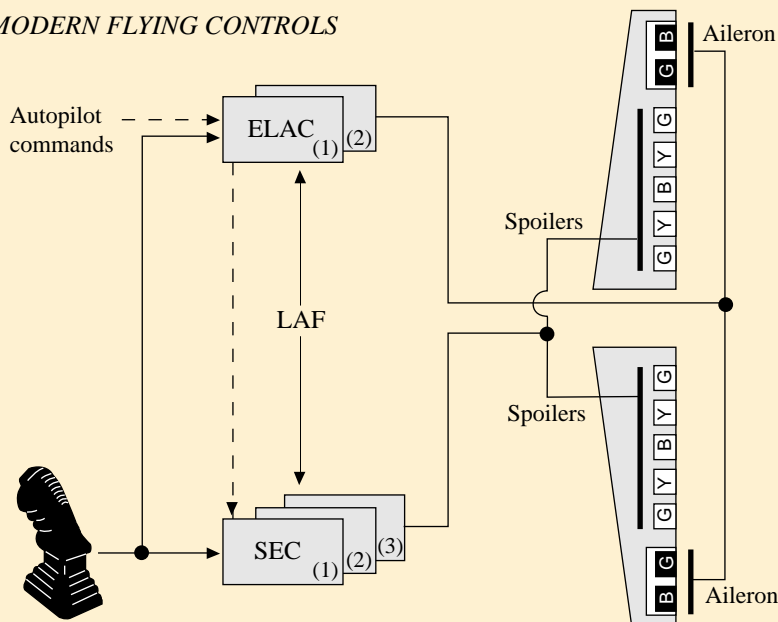 MODERN FLYING CONTROLS
Aileron
B
G
Autopilot
commands
ELAC
(1)
(2)
G
Y
B
Y
G
Spoilers
LAF
Spoilers
G
Y
B
Y
G
SEC
(1)
(2)
(3)
G
B
Aileron